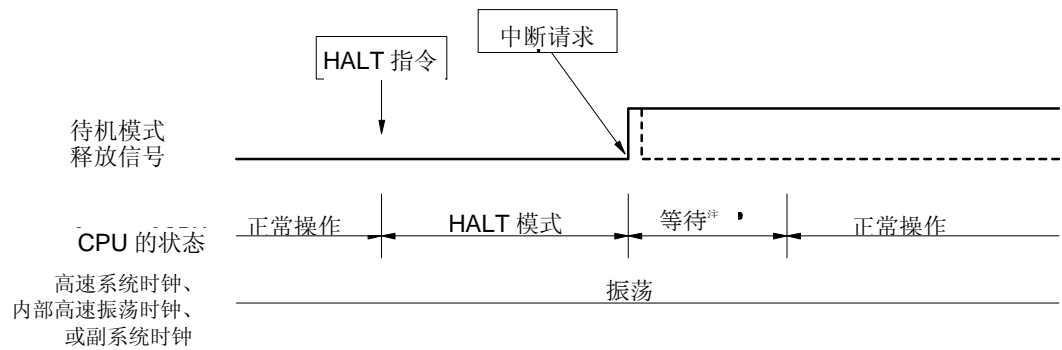 中断请求
HALT 指令
待机模式
释放信号
正常操作
HALT 模式
等待注
正常操作
CPU 的状态
高速系统时钟、
内部高速振荡时钟、
或副系统时钟
振荡